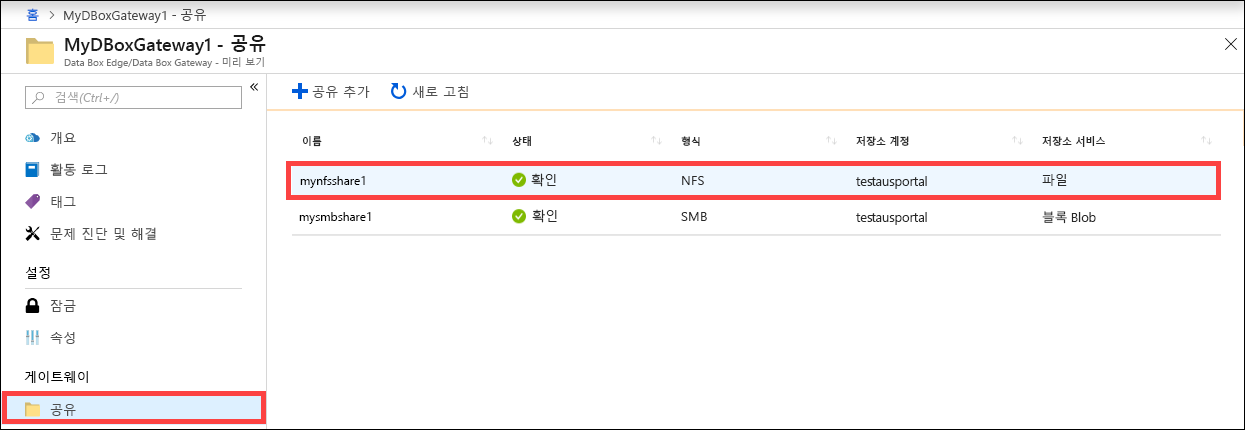 홈 > MyDBoxGateway1 - 공유
MyDBoxGateway1 - 공유
Data Box Edge/Data Box Gateway - 미리 보기
검색(Ctrl+/)
개요
활동 로그
태그
문제 진단 및 해결
설정
잠금
속성
게이트웨이
공유
공유 추가 새로 고침
이름 상태 형식 저장소 계정 저장소 서비스
mynfsshare1 확인 NFS testausportal 파일
mysmbshare1 확인 SMB testausportal 블록 Blob